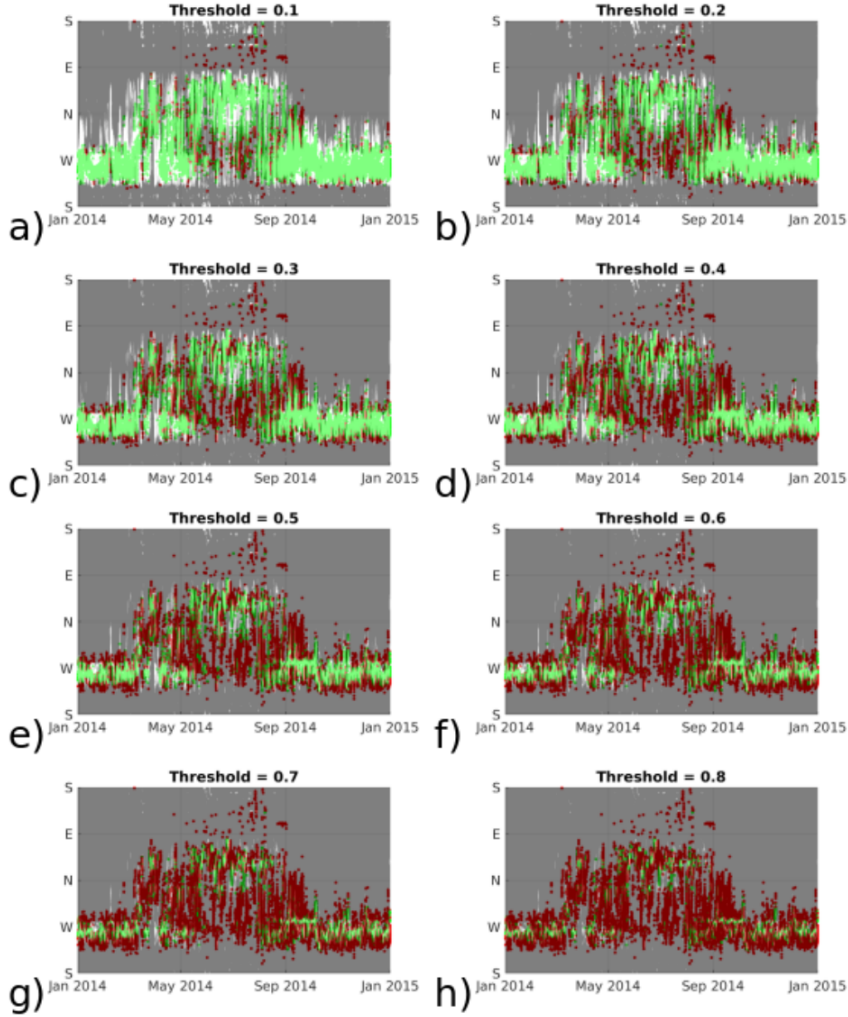 Threshold = 0.1
Threshold = 0.2
S
E
N
W
S
Jan 2014 May 2014 Sep 2014 Jan 2015
a)
S
E
N
W
S
Jan 2014 May 2014 Sep 2014 Jan 2015
b)
Threshold = 0.3
Threshold = 0.4
S
E
N
W
S
Jan 2014 May 2014 Sep 2014 Jan 2015
c)
S
E
N
W
S
Jan 2014 May 2014 Sep 2014 Jan 2015
d)
Threshold = 0.5
Threshold = 0.6
S
E
N
W
S
Jan 2014 May 2014 Sep 2014 Jan 2015
e)
S
E
N
W
S
Jan 2014 May 2014 Sep 2014 Jan 2015
f)
Threshold = 0.7
Threshold = 0.8
S
E
N
W
S
Jan 2014 May 2014 Sep 2014 Jan 2015
g)
S
E
N
W
S
Jan 2014 May 2014 Sep 2014 Jan 2015
h)